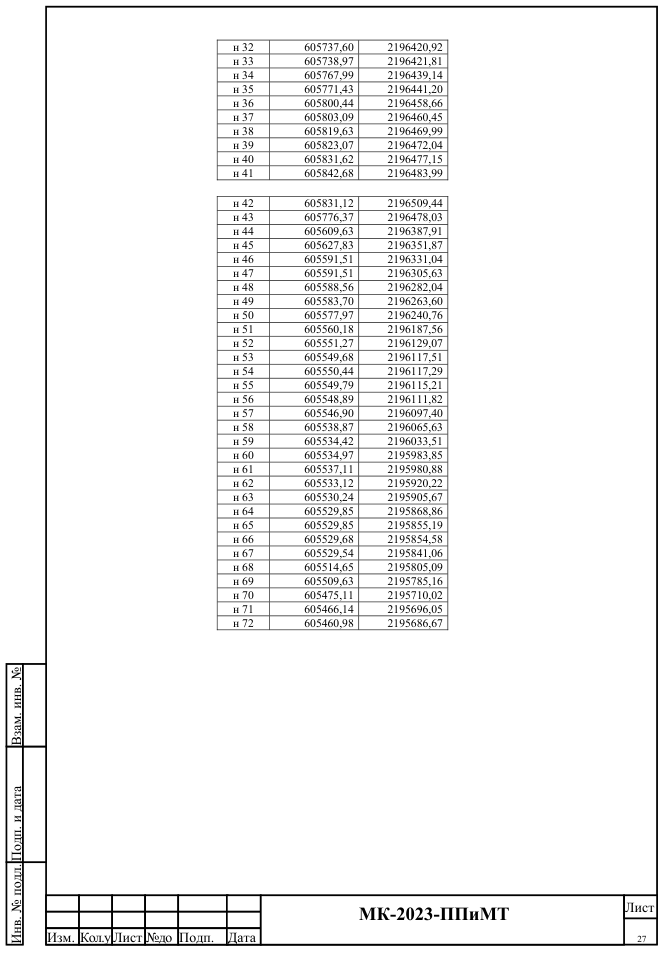 н 32 605737,60 2196420,92
н 33 605738,97 2196421,81
н 34 605767,99 2196439,14
н 35 605771,43 2196441,20
н 36 605800,44 2196458,66
н 37 605803,09 2196460,45
н 38 605819,63 2196469,99
н 39 605823,07 2196472,04
н 40 605831,62 2196477,15
н 41 605842,68 2196483,99
н 42 605831,12 2196509,44
н 43 605776,37 2196478,03
н 44 605609,63 2196387,91
н 45 605627,83 2196351,87
н 46 605591,51 2196331,04
н 47 605591,51 2196305,63
н 48 605588,56 2196282,04
н 49 605583,70 2196263,60
н 50 605577,97 2196240,76
н 51 605560,18 2196187,56
н 52 605551,27 2196129,07
н 53 605549,68 2196117,51
н 54 605550,44 2196117,29
н 55 605549,79 2196115,21
н 56 605548,89 2196111,82
н 57 605546,90 2196097,40
н 58 605538,87 2196065,63
н 59 605534,42 2196033,51
н 60 605534,97 2195983,85
н 61 605537,11 2195980,88
н 62 605533,12 2195920,22
н 63 605530,24 2195905,67
н 64 605529,85 2195868,86
н 65 605529,85 2195855,19
н 66 605529,68 2195854,58
н 67 605529,54 2195841,06
н 68 605514,65 2195805,09
н 69 605509,63 2195785,16
н 70 605475,11 2195710,02
н 71 605466,14 2195696,05
н 72 605460,98 2195686,67
Взам. инв. №
Подп. и дата
Инв. № подл.
МК-2023-ППиМТ
Лист
Изм. Кол.у Лист №до Подп. Дата
27